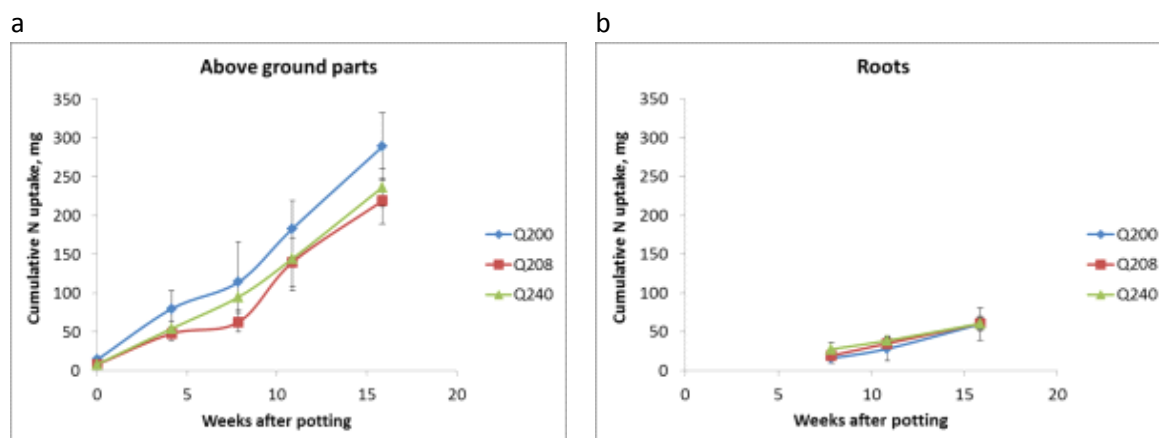 a
Above ground parts
Cumulative N uptake, mg
350
300
250
200
150
100
50
0
0 5 10 15 20
Weeks after potting
Q200
Q208
Q240
b
Roots
Cumulative N uptake, mg
350
300
250
200
150
100
50
0
0 5 10 15 20
Weeks after potting
Q200
Q208
Q240